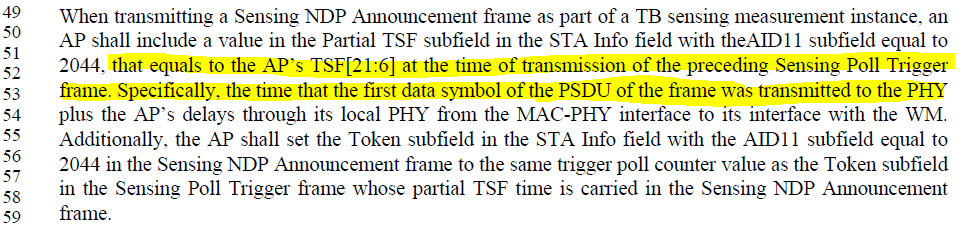 49 When transmitting a Sensing NDP Announcement frame as part of a TB sensing measurement instance, an
50 AP shall include a value in the Partial TSF subfield in the STA Info field with theAID11 subfield equal to
51 2044, that equals to the AP's TSF[21:6] at the time of transmission of the preceding Sensing Poll Trigger
52 frame. Specifically, the time that the first data symbol of the PSDU of the frame was transmitted to the PHY
53 plus the AP's delays through its local PHY from the MAC-PHY interface to its interface with the WM.
54 Additionally, the AP shall set the Token subfield in the STA Info field with the AID11 subfield equal to
55 2044 in the Sensing NDP Announcement frame to the same trigger poll counter value as the Token subfield
56 in the Sensing Poll Trigger frame whose partial TSF time is carried in the Sensing NDP Announcement
57 frame.
58
59